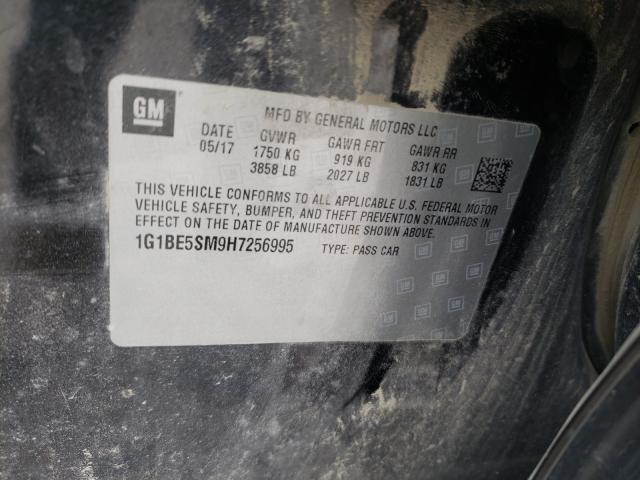 GM
MFD BY GENERAL MOTORS LLC
DATE GVWR GAWR FRT GAWR RR
05/17 1750 KG 919 KG 831 KG
3858 LB 2027 LB 1831 LB
THIS VEHICLE CONFORMS TO ALL APPLICABLE U.S. FEDERAL MOTOR
VEHICLE SAFETY, BUMPER, AND THEFT PREVENTION STANDARDS IN
EFFECT ON THE DATE OF MANUFACTURE SHOWN ABOVE.
1G1BE5SM9H7256995 TYPE: PASS CAR